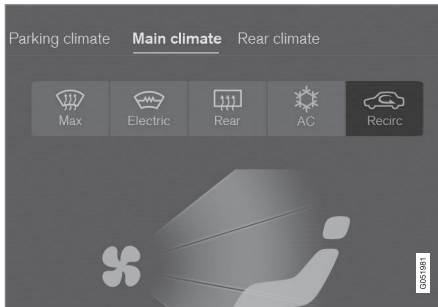 Parking climate Main climate Rear climate
Max Electric Rear AC Recirc
G051981